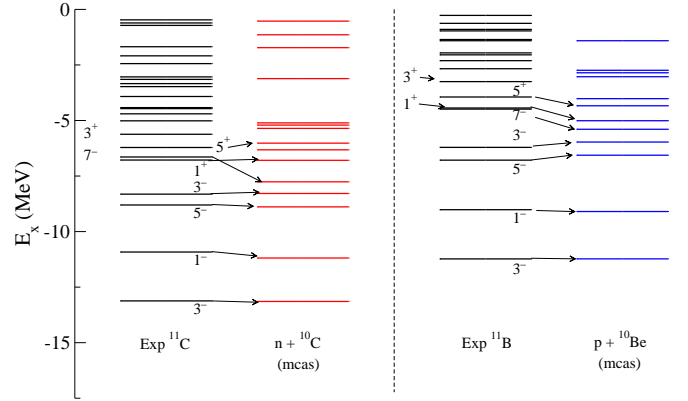 0
-5
-10
-15
E_x (MeV)
3⁺
7⁻
5⁺
1⁺
3⁻
5⁻
1⁻
3⁻
Exp ¹¹C
n + ¹⁰C
(mcas)
3⁺
1⁺
5⁺
7⁻
3⁻
5⁻
1⁻
3⁻
Exp ¹¹B
p + ¹⁰Be
(mcas)